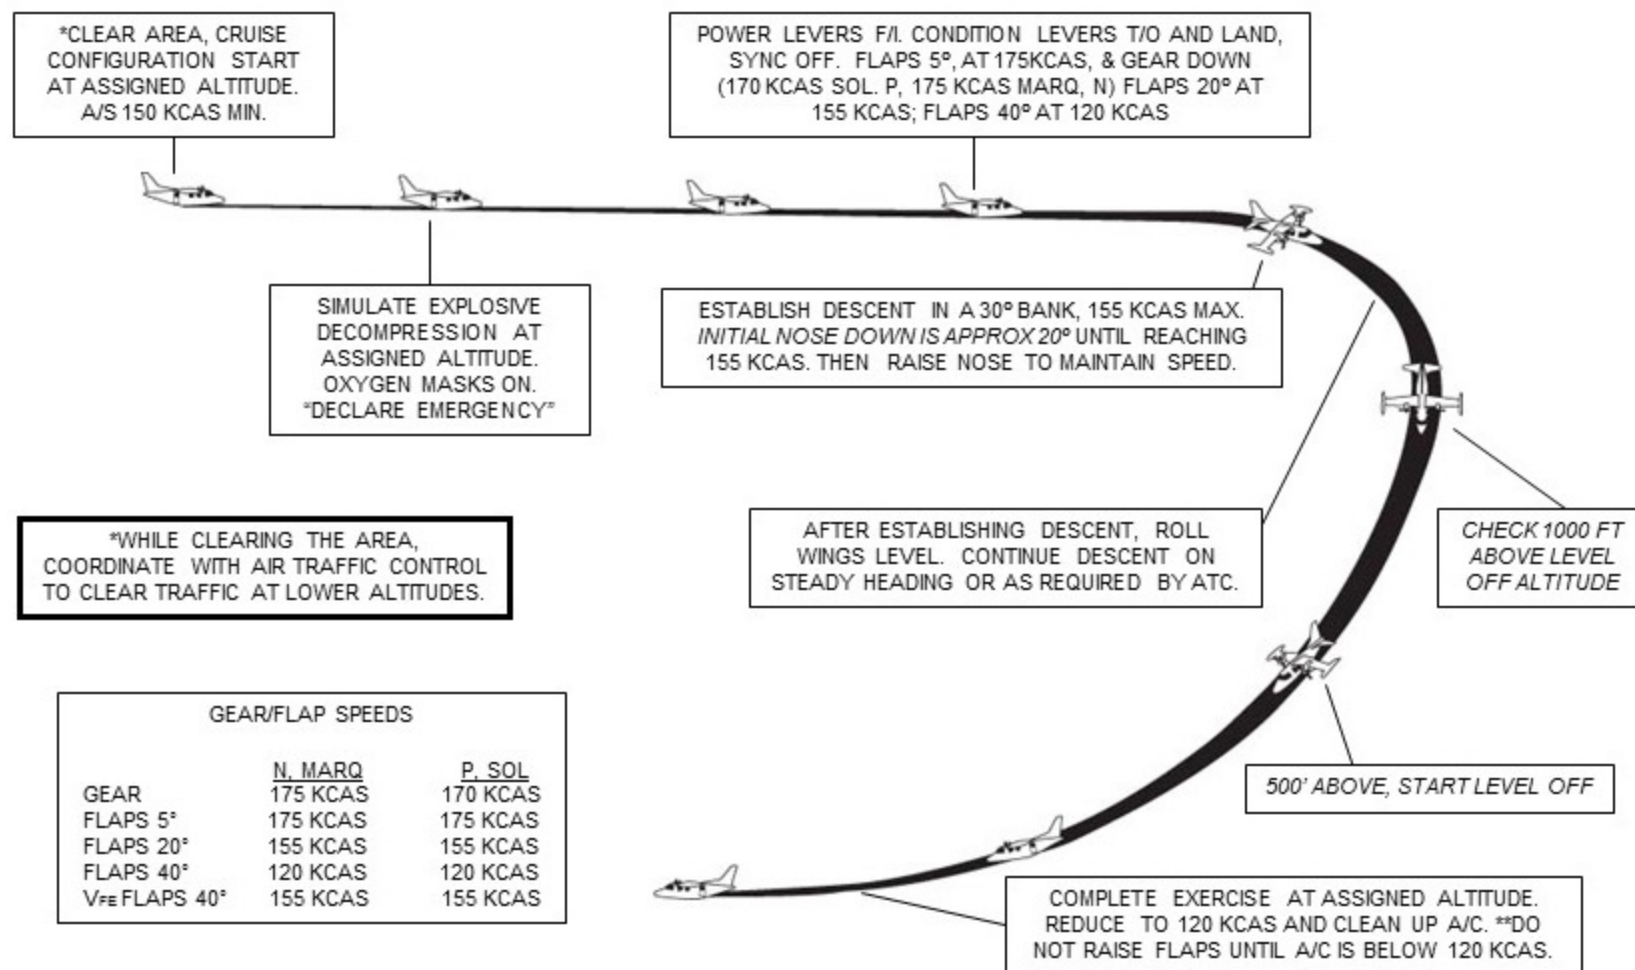 *CLEAR AREA, CRUISE
CONFIGURATION START
AT ASSIGNED ALTITUDE.
A/S 150 KCAS MIN.
POWER LEVERS F/I. CONDITION LEVERS T/O AND LAND,
SYNC OFF. FLAPS 5º, AT 175KCAS, & GEAR DOWN
(170 KCAS SOL. P, 175 KCAS MARQ, N) FLAPS 20º AT
155 KCAS; FLAPS 40º AT 120 KCAS
SIMULATE EXPLOSIVE
DECOMPRESSION AT
ASSIGNED ALTITUDE.
OXYGEN MASKS ON.
“DECLARE EMERGENCY”
ESTABLISH DESCENT IN A 30º BANK, 155 KCAS MAX.
INITIAL NOSE DOWN IS APPROX 20º UNTIL REACHING
155 KCAS. THEN RAISE NOSE TO MAINTAIN SPEED.
*WHILE CLEARING THE AREA,
COORDINATE WITH AIR TRAFFIC CONTROL
TO CLEAR TRAFFIC AT LOWER ALTITUDES.
AFTER ESTABLISHING DESCENT, ROLL
WINGS LEVEL. CONTINUE DESCENT ON
STEADY HEADING OR AS REQUIRED BY ATC.
CHECK 1000 FT
ABOVE LEVEL
OFF ALTITUDE
GEAR/FLAP SPEEDS
N, MARQ P, SOL
GEAR 175 KCAS 170 KCAS
FLAPS 5° 175 KCAS 175 KCAS
FLAPS 20° 155 KCAS 155 KCAS
FLAPS 40° 120 KCAS 120 KCAS
VFE FLAPS 40° 155 KCAS 155 KCAS
500' ABOVE, START LEVEL OFF
COMPLETE EXERCISE AT ASSIGNED ALTITUDE.
REDUCE TO 120 KCAS AND CLEAN UP A/C. **DO
NOT RAISE FLAPS UNTIL A/C IS BELOW 120 KCAS.